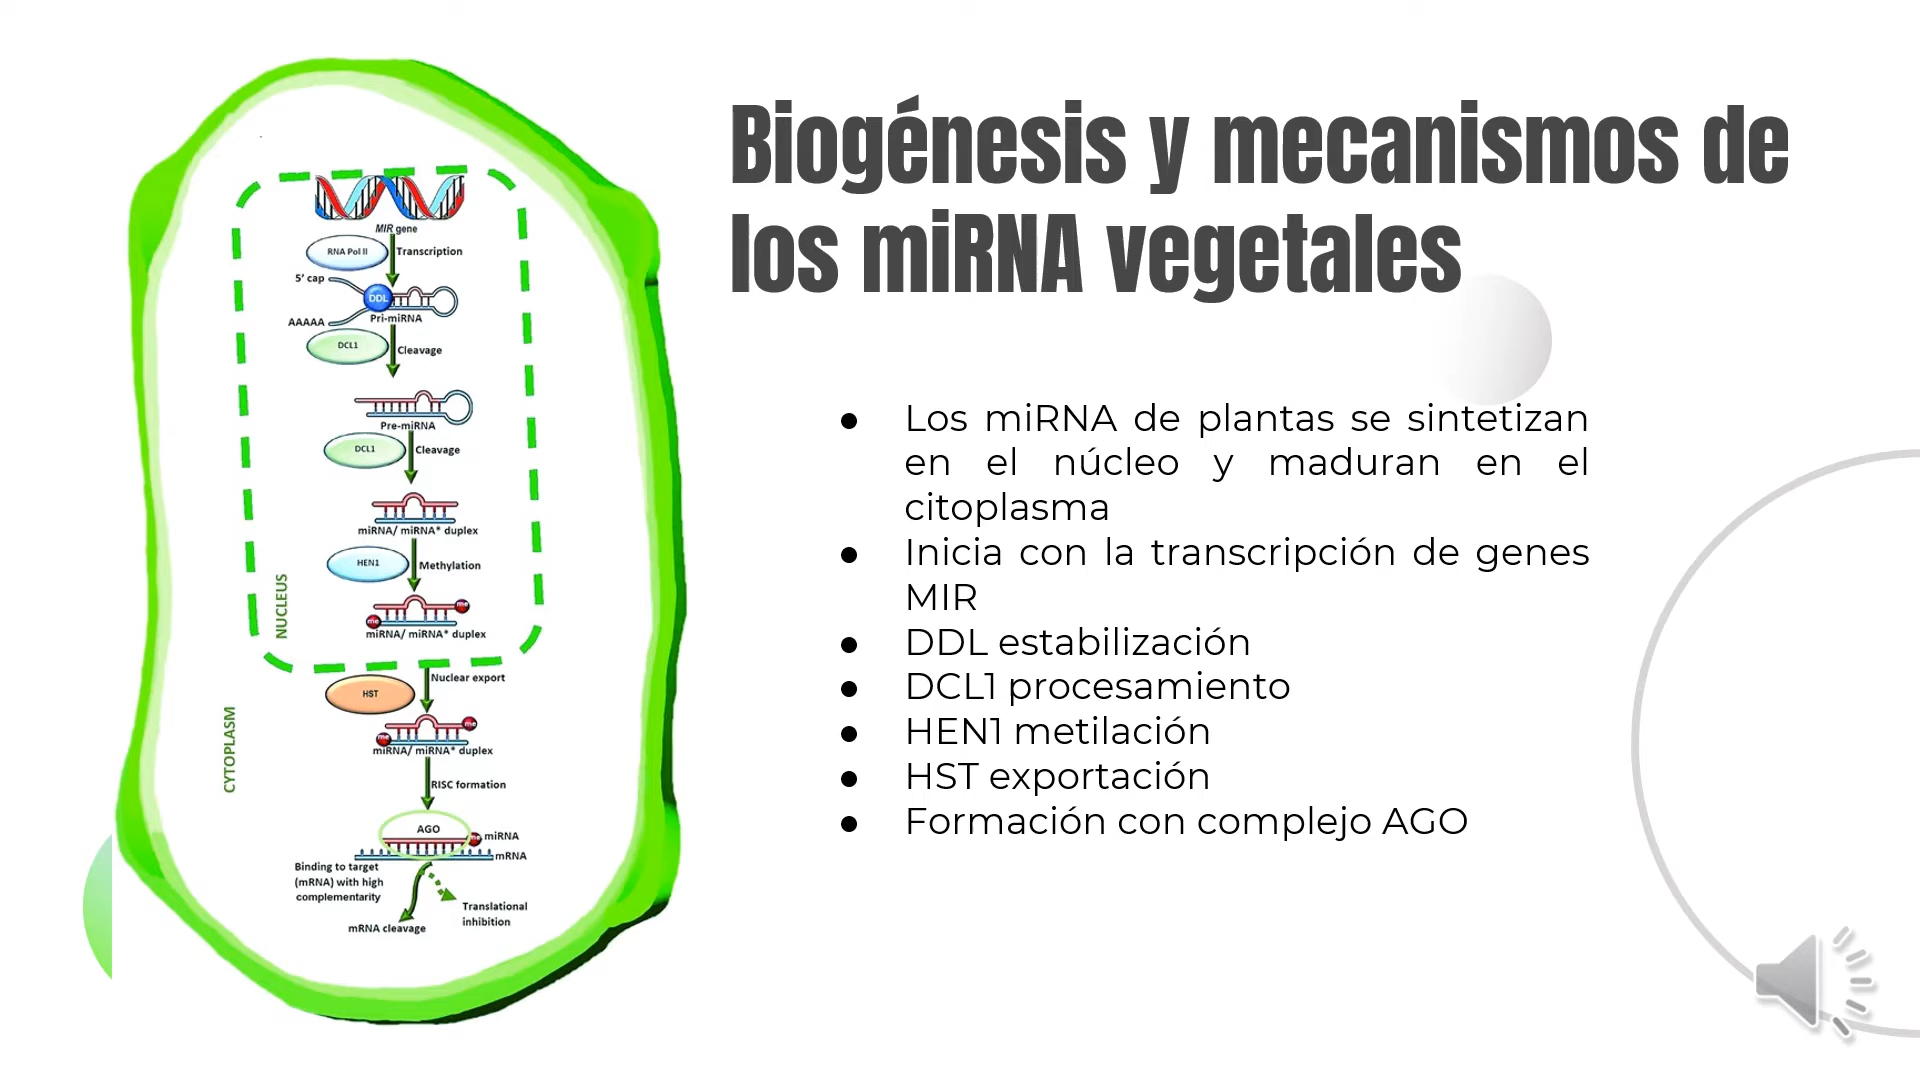 Biogénesis y mecanismos de
los miRNA vegetales
● Los miRNA de plantas se sintetizan
en el núcleo y maduran en el
citoplasma
● Inicia con la transcripción de genes
MIR
● DDL estabilización
● DCL1 procesamiento
● HEN1 metilación
● HST exportación
● Formación con complejo AGO
MIR gene
RNA Pol II
Transcription
5' cap
DDL
AAAAA
Pri-miRNA
DCL1
Cleavage
Pre-miRNA
DCL1
Cleavage
miRNA/ miRNA* duplex
HEN1
Methylation
me
me
miRNA/ miRNA* duplex
NUCLEUS
Nuclear export
HST
me
me
miRNA/ miRNA* duplex
CYTOPLASM
RISC formation
AGO
me
miRNA
mRNA
Binding to target
(mRNA) with high
complementarity
Translational
inhibition
mRNA cleavage